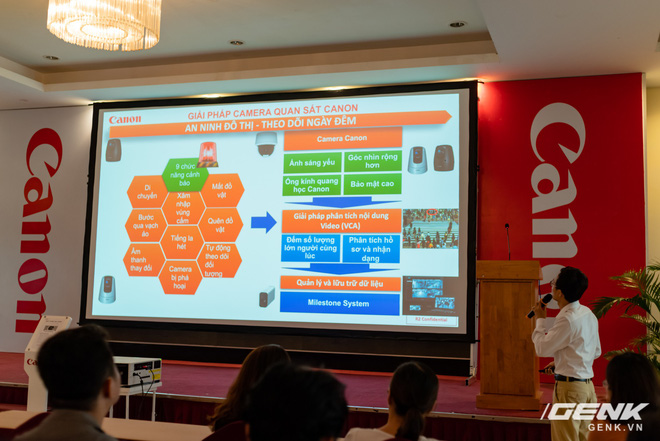 Canon
Canon
GIẢI PHÁP CAMERA QUAN SÁT CANON
AN NINH ĐÔ THỊ - THEO DÕI NGÀY ĐÊM
9 chức
năng cảnh
báo
Di
chuyển
Xâm
nhập
vùng
cấm
Mất đồ
vật
Bước
qua vạch
ảo
Quên đồ
vật
Tiếng la
hét
Âm
thanh
thay đổi
Tự động
theo dõi
đối
tượng
Camera
bị phá
hoại
Camera Canon
Ánh sáng yếu
Góc nhìn rộng
hơn
Ống kính quang
học Canon
Bảo mật cao
Giải pháp phân tích nội dung
Video (VCA)
Đếm số lượng
lớn người cùng
lúc
Phân tích hồ
sơ và nhận
dạng
Quản lý và lưu trữ dữ liệu
Milestone System
Canon
GENK
GENK.VN